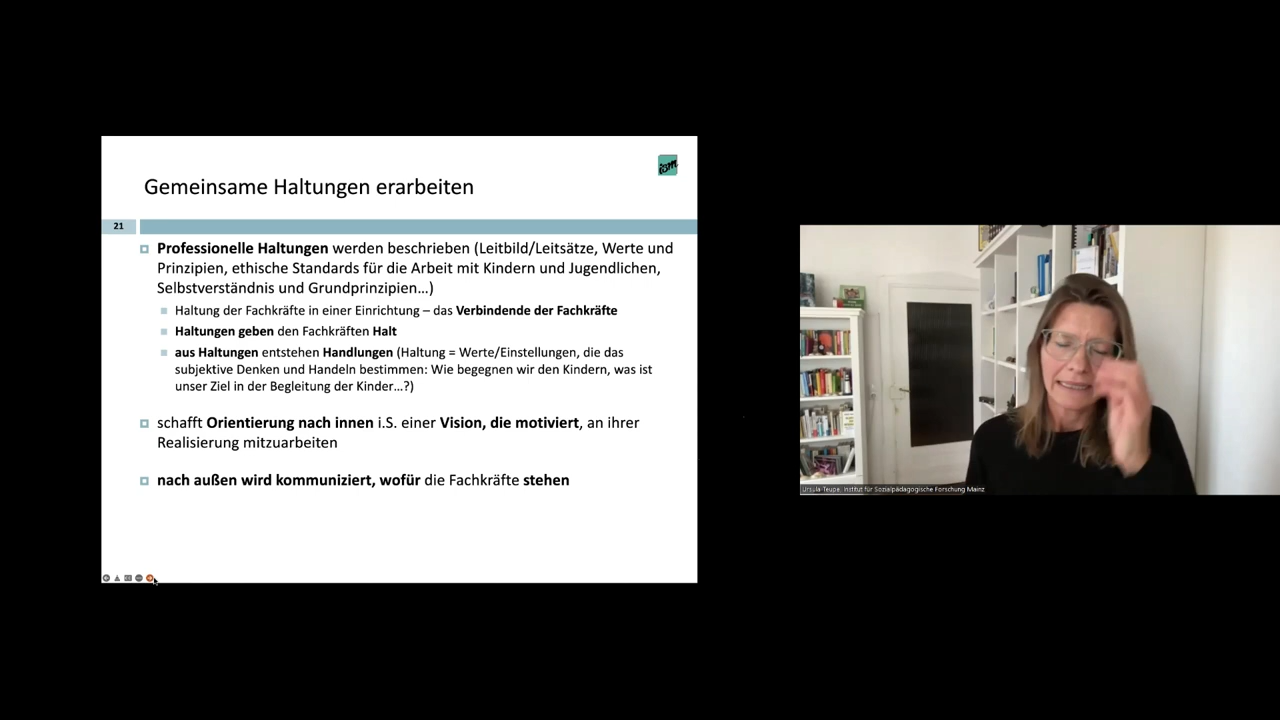 ism
Gemeinsame Haltungen erarbeiten
21
Professionelle Haltungen werden beschrieben (Leitbild/Leitsätze, Werte und
Prinzipien, ethische Standards für die Arbeit mit Kindern und Jugendlichen,
Selbstverständnis und Grundprinzipien…)
Haltung der Fachkräfte in einer Einrichtung – das Verbindende der Fachkräfte
Haltungen geben den Fachkräften Halt
aus Haltungen entstehen Handlungen (Haltung = Werte/Einstellungen, die das
subjektive Denken und Handeln bestimmen: Wie begegnen wir den Kindern, was ist
unser Ziel in der Begleitung der Kinder…?)
schafft Orientierung nach innen i.S. einer Vision, die motiviert, an ihrer
Realisierung mitzuarbeiten
nach außen wird kommuniziert, wofür die Fachkräfte stehen
Ursula Teupe, Institut für Sozialpädagogische Forschung Mainz